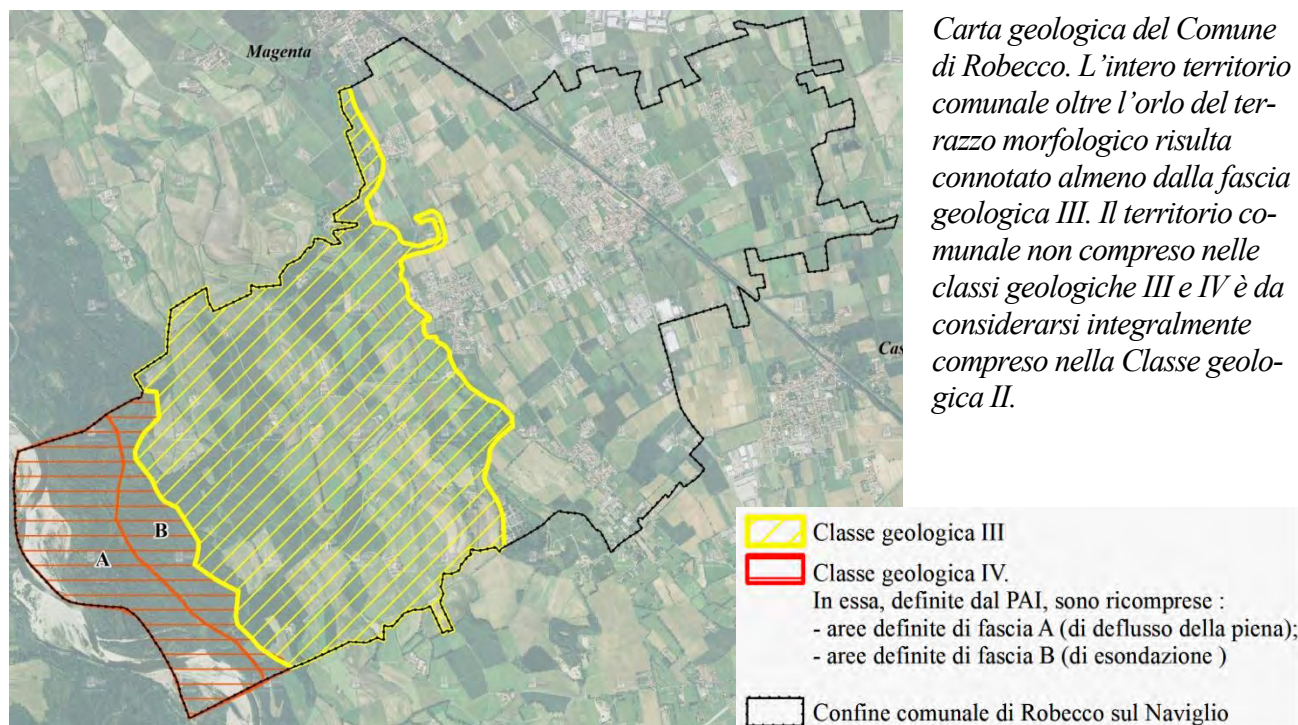 Magenta
Carta geologica del Comune
di Robecco. L'intero territorio
comunale oltre l'orlo del ter-
razzo morfologico risulta
connotato almeno dalla fascia
geologica III. Il territorio co-
munale non compreso nelle
classi geologiche III e IV è da
considerarsi integralmente
compreso nella Classe geolo-
gica II.
Cas
B
A
Classe geologica III
Classe geologica IV.
In essa, definite dal PAI, sono ricomprese :
- aree definite di fascia A (di deflusso della piena);
- aree definite di fascia B (di esondazione )
Confine comunale di Robecco sul Naviglio